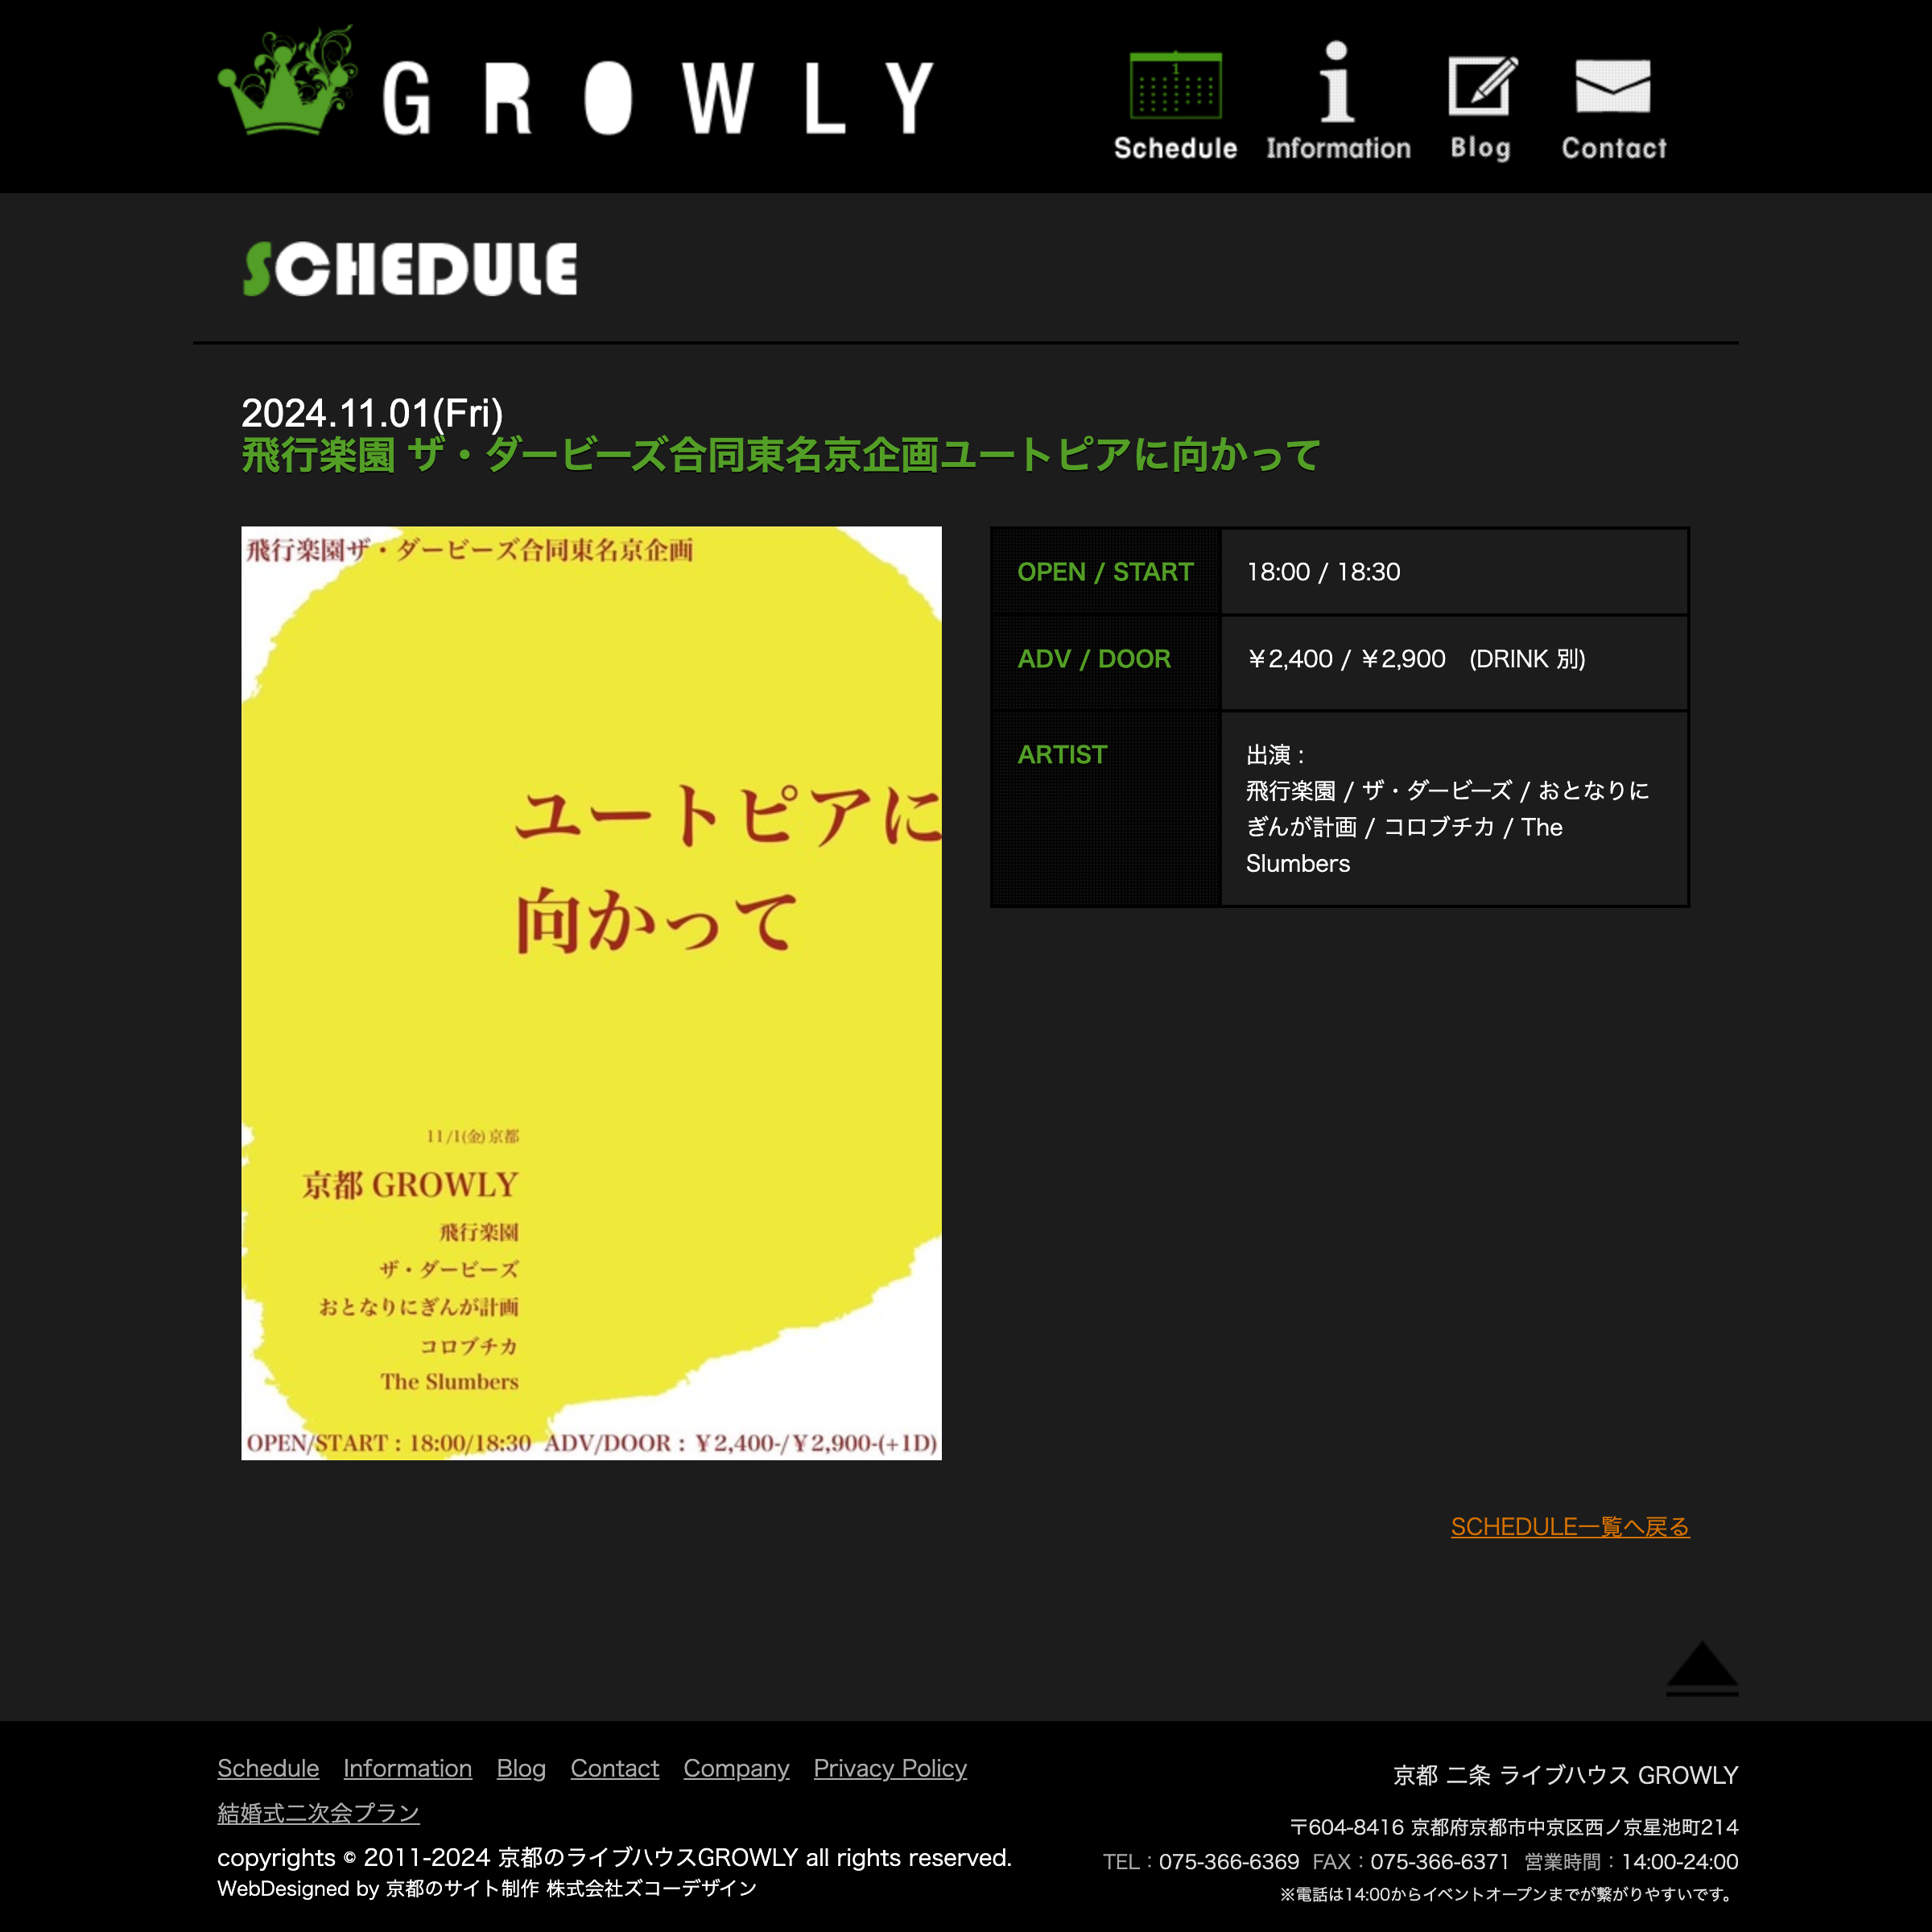 GROWLY
1
Schedule
Information
Blog
Contact
SCHEDULE
2024.11.01(Fri)
飛行楽園 ザ・ダービーズ合同東名京企画ユートピアに向かって
飛行楽園ザ・ダービーズ合同東名京企画
ユートピアに
向かって
11/1(金) 京都
京都 GROWLY
飛行楽園
ザ・ダービーズ
おとなりにぎんが計画
コロブチカ
The Slumbers
OPEN/START : 18:00/18:30 ADV/DOOR : ¥2,400-/¥2,900-(+1D)
OPEN / START
18:00 / 18:30
ADV / DOOR
¥2,400 / ¥2,900　(DRINK 別)
ARTIST
出演：
飛行楽園 / ザ・ダービーズ / おとなりに
ぎんが計画 / コロブチカ / The
Slumbers
SCHEDULE一覧へ戻る
Schedule Information Blog Contact Company Privacy Policy
結婚式二次会プラン
copyrights © 2011-2024 京都のライブハウスGROWLY all rights reserved.
WebDesigned by 京都のサイト制作 株式会社ズコーデザイン
京都 二条 ライブハウス GROWLY
〒604-8416 京都府京都市中京区西ノ京星池町214
TEL：075-366-6369 FAX：075-366-6371 営業時間：14:00-24:00
※電話は14:00からイベントオープンまでが繋がりやすいです。